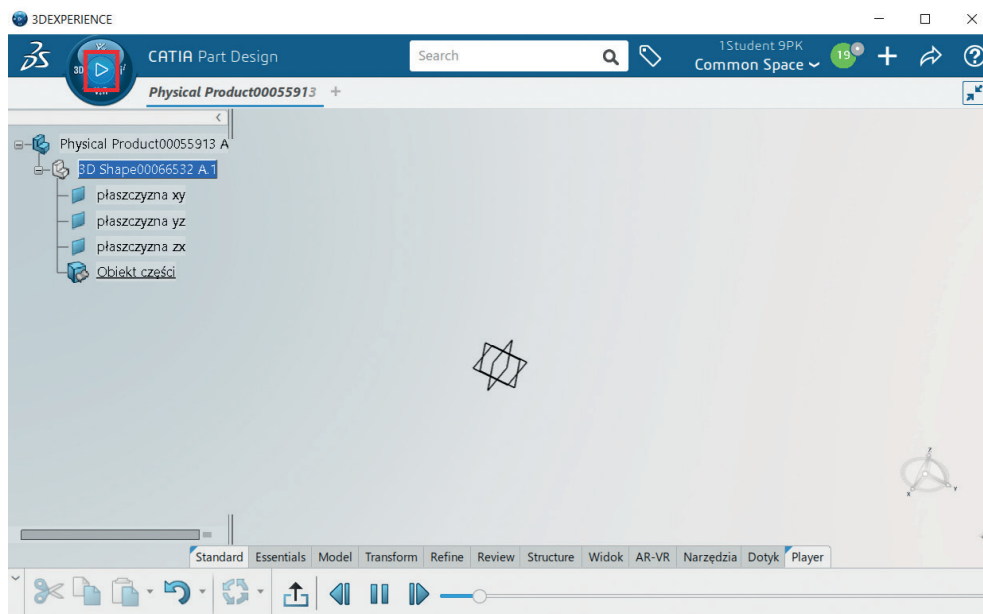 3DEXPERIENCE
CATIA Part Design
Search
1Student 9PK
Common Space
19
Physical Product00055913 +
Physical Product00055913 A
3D Shape00066532 A.1
płaszczyzna xy
płaszczyzna yz
płaszczyzna zx
Obiekt części
Standard Essentials Model Transform Refine Review Structure Widok AR-VR Narzędzia Dotyk Player